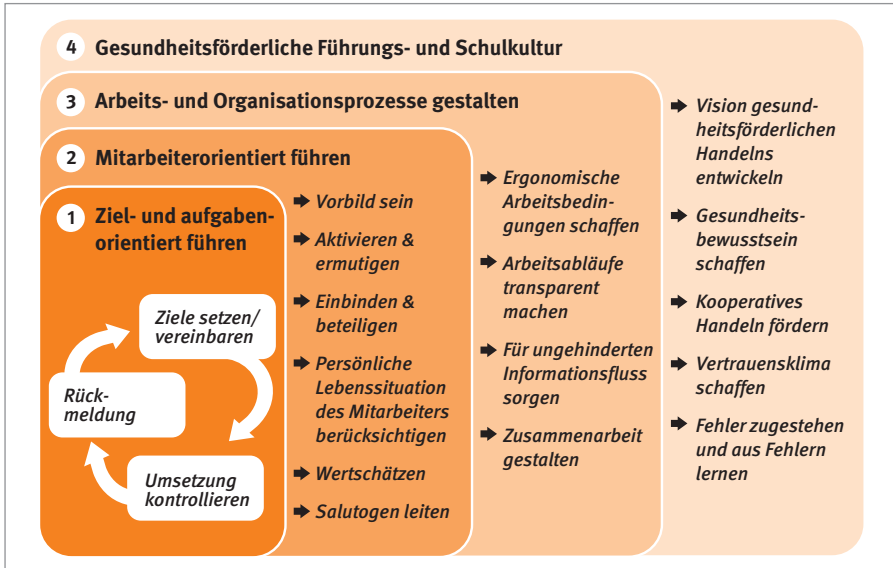 4 Gesundheitsförderliche Führungs- und Schulkultur
3 Arbeits- und Organisationsprozesse gestalten
2 Mitarbeiterorientiert führen
1 Ziel- und aufgaben-
orientiert führen
Ziele setzen/
vereinbaren
Rück-
meldung
Umsetzung
kontrollieren
Vorbild sein
Aktivieren &
ermutigen
Einbinden &
beteiligen
Persönliche
Lebenssituation
des Mitarbeiters
berücksichtigen
Wertschätzen
Salutogen leiten
Ergonomische
Arbeitsbedin-
gungen schaffen
Arbeitsabläufe
transparent
machen
Für ungehinderten
Informationsfluss
sorgen
Zusammenarbeit
gestalten
Vision gesund-
heitsförderlichen
Handelns
entwickeln
Gesundheits-
bewusstsein
schaffen
Kooperatives
Handeln fördern
Vertrauensklima
schaffen
Fehler zugestehen
und aus Fehlern
lernen